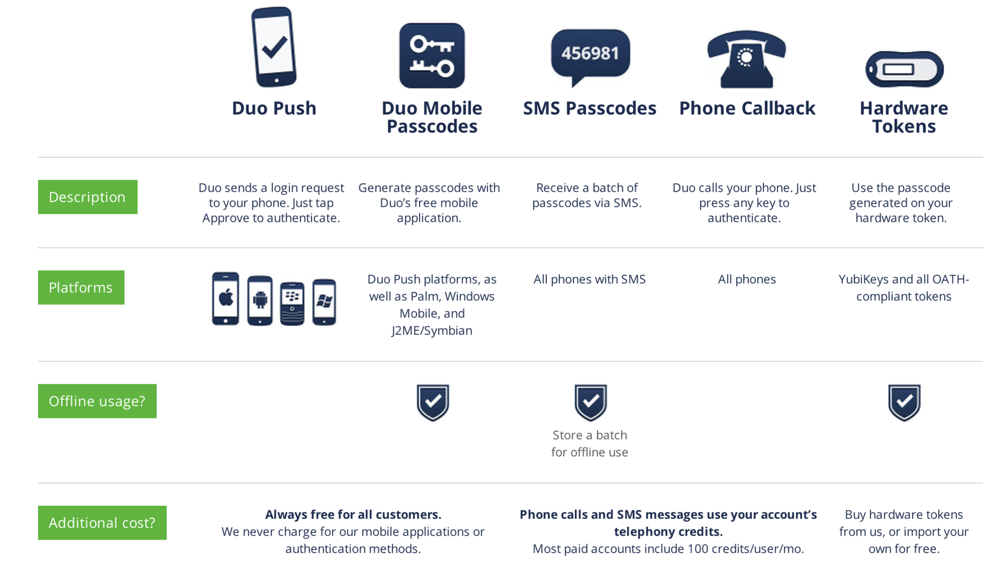 456981
Duo Push
Duo Mobile
Passcodes
SMS Passcodes
Phone Callback
Hardware
Tokens
Description
Duo sends a login request
to your phone. Just tap
Approve to authenticate.
Generate passcodes with
Duo’s free mobile
application.
Receive a batch of
passcodes via SMS.
Duo calls your phone. Just
press any key to
authenticate.
Use the passcode
generated on your
hardware token.
Platforms
Duo Push platforms, as
well as Palm, Windows
Mobile, and
J2ME/Symbian
All phones with SMS
All phones
YubiKeys and all OATH-
compliant tokens
Offline usage?
Store a batch
for offline use
Additional cost?
Always free for all customers.
We never charge for our mobile applications or
authentication methods.
Phone calls and SMS messages use your account’s
telephony credits.
Most paid accounts include 100 credits/user/mo.
Buy hardware tokens
from us, or import your
own for free.